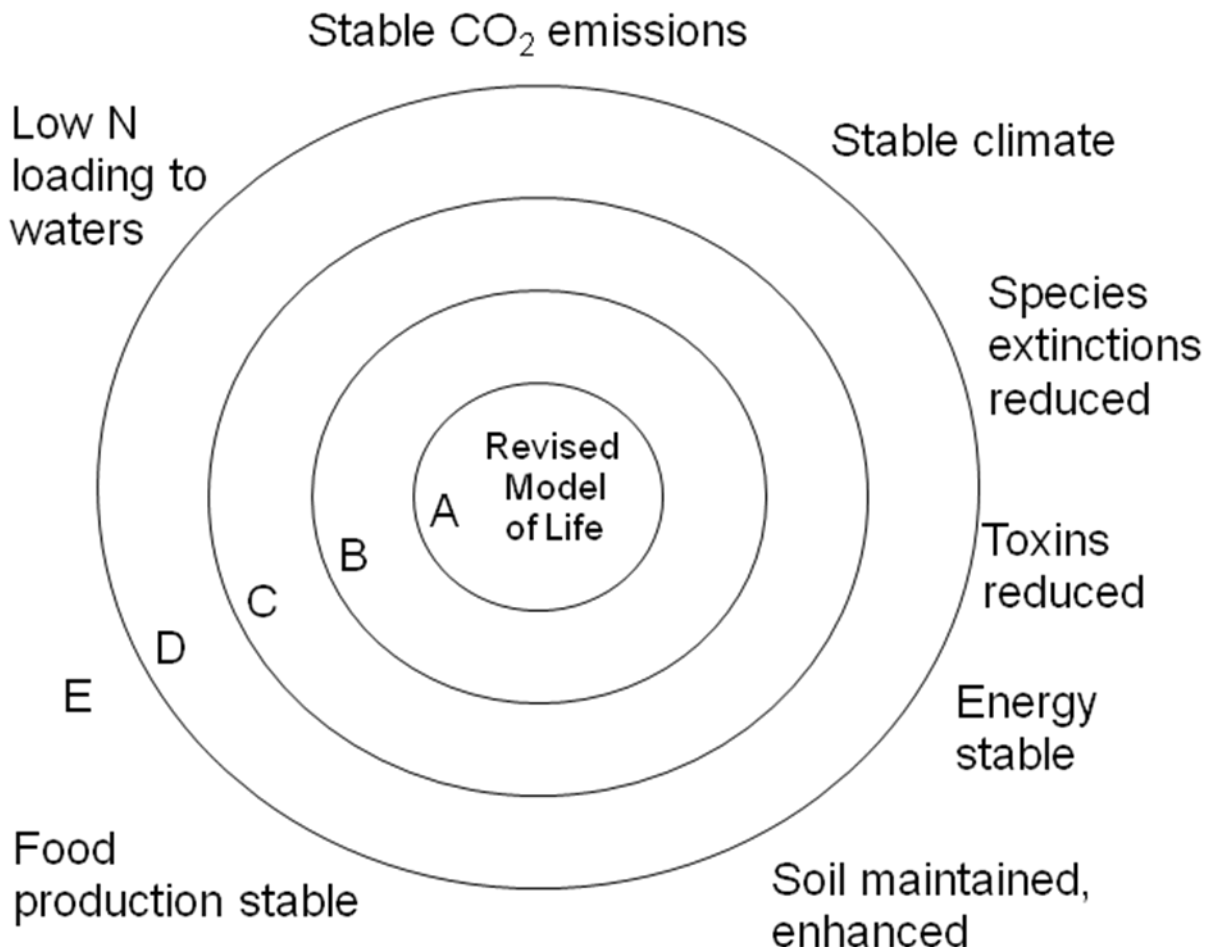 Stable CO₂ emissions
Low N
loading to
waters
Stable climate
Species
extinctions
reduced
Revised
Model
of Life
A
B
C
D
E
Toxins
reduced
Energy
stable
Food
production stable
Soil maintained,
enhanced